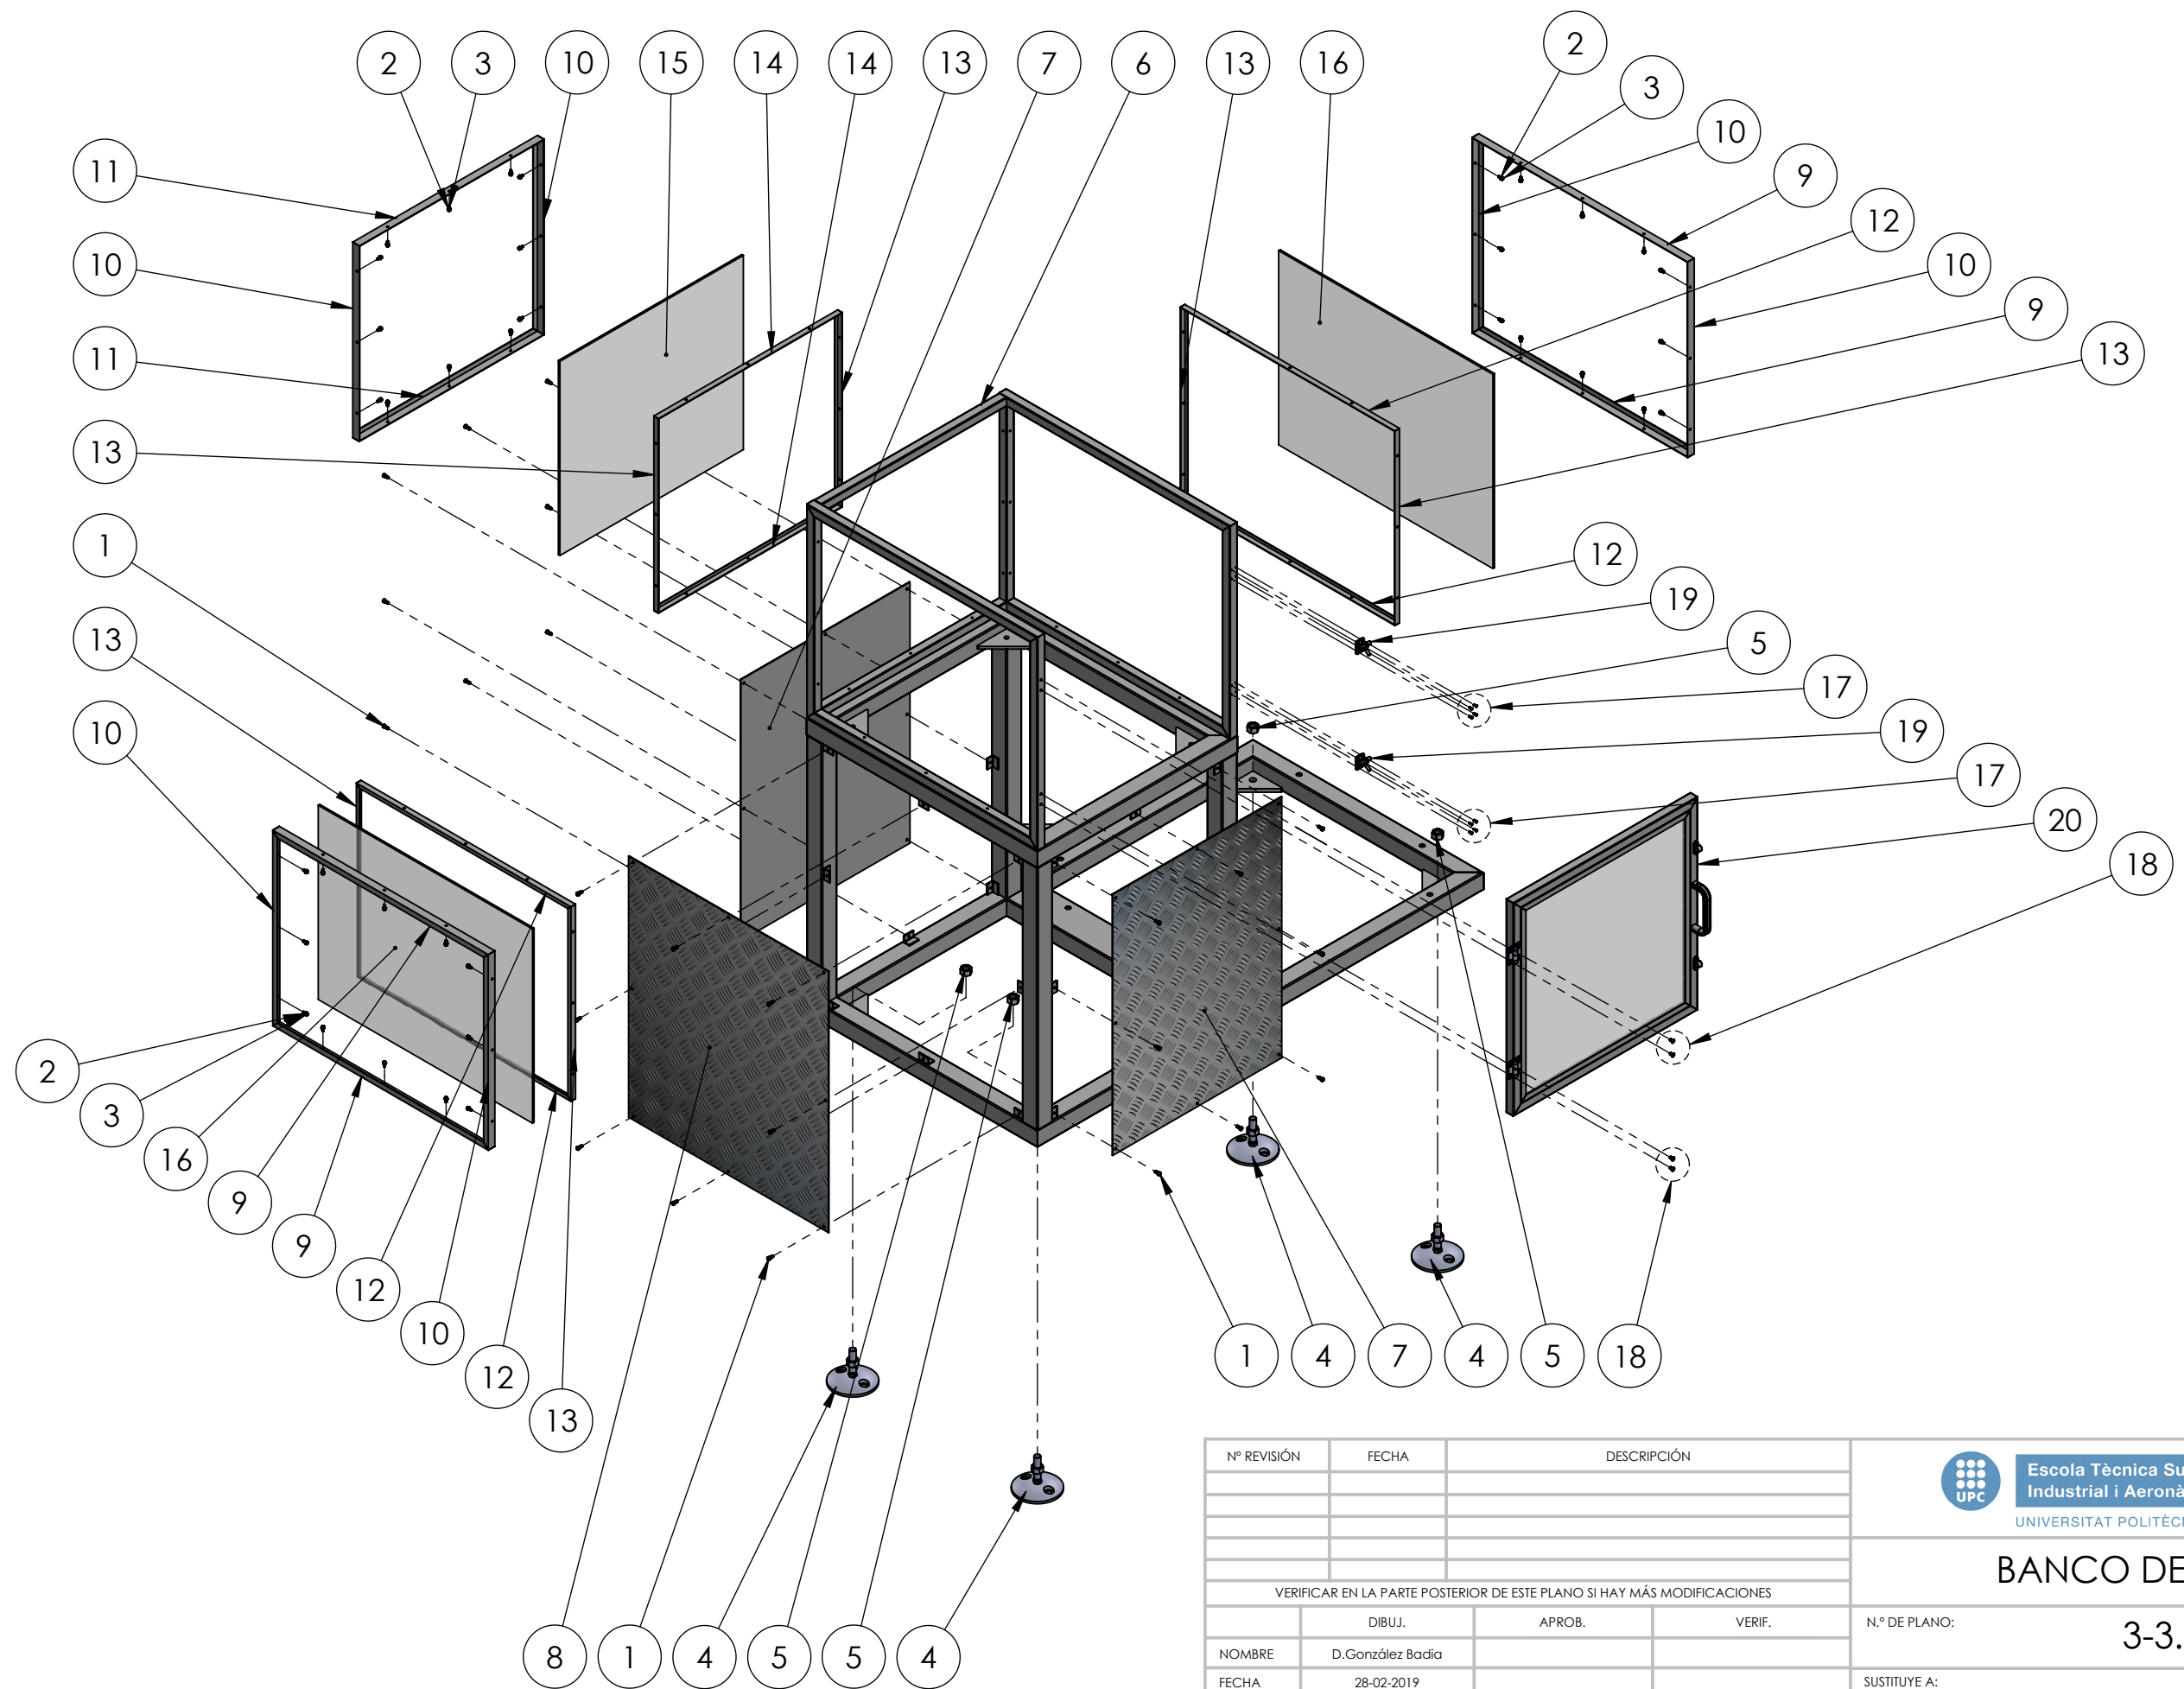 2 3 10 15 14 14 13 7 6 13 16 2
3
10
11
9
12
10
10
9
11
13
13
12
1
19
5
13
17
10
19
17
20
18
2
3
16
9
9
12
10
12
13
1 4 7 4 5 18
8 1 4 5 5 4
Nº REVISIÓN FECHA DESCRIPCIÓN
UPC
Escola Tècnica Su
Industrial i Aeronà
UNIVERSITAT POLITÈC
BANCO DE
VERIFICAR EN LA PARTE POSTERIOR DE ESTE PLANO SI HAY MÁS MODIFICACIONES
DIBUJ. APROB. VERIF.
N.º DE PLANO:
3-3.
NOMBRE D.González Badia
FECHA 28-02-2019
SUSTITUYE A: